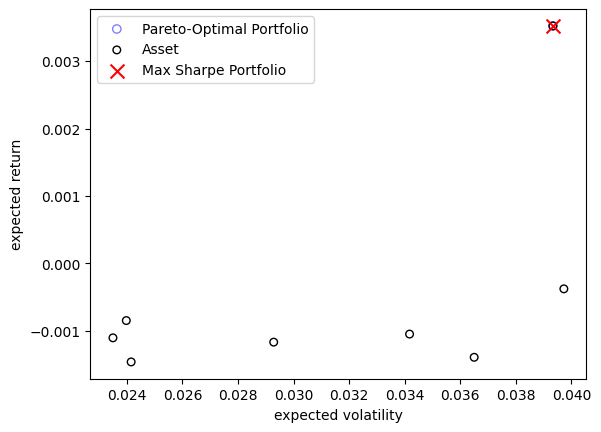 Pareto-Optimal Portfolio
Asset
Max Sharpe Portfolio
expected return
0.003
0.002
0.001
0.000
−0.001
0.024 0.026 0.028 0.030 0.032 0.034 0.036 0.038 0.040
expected volatility